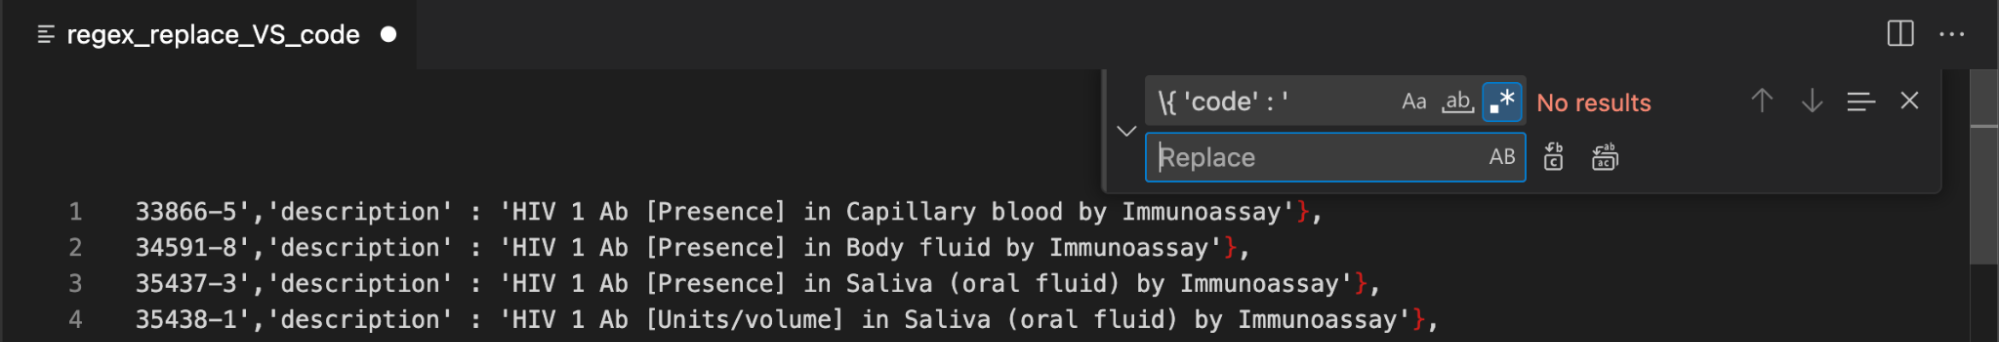 regex_replace_VS_code
\{ 'code' : ' Aa ab .* No results
Replace AB
1 33866-5','description' : 'HIV 1 Ab [Presence] in Capillary blood by Immunoassay'},
2 34591-8','description' : 'HIV 1 Ab [Presence] in Body fluid by Immunoassay'},
3 35437-3','description' : 'HIV 1 Ab [Presence] in Saliva (oral fluid) by Immunoassay'},
4 35438-1','description' : 'HIV 1 Ab [Units/volume] in Saliva (oral fluid) by Immunoassay'},